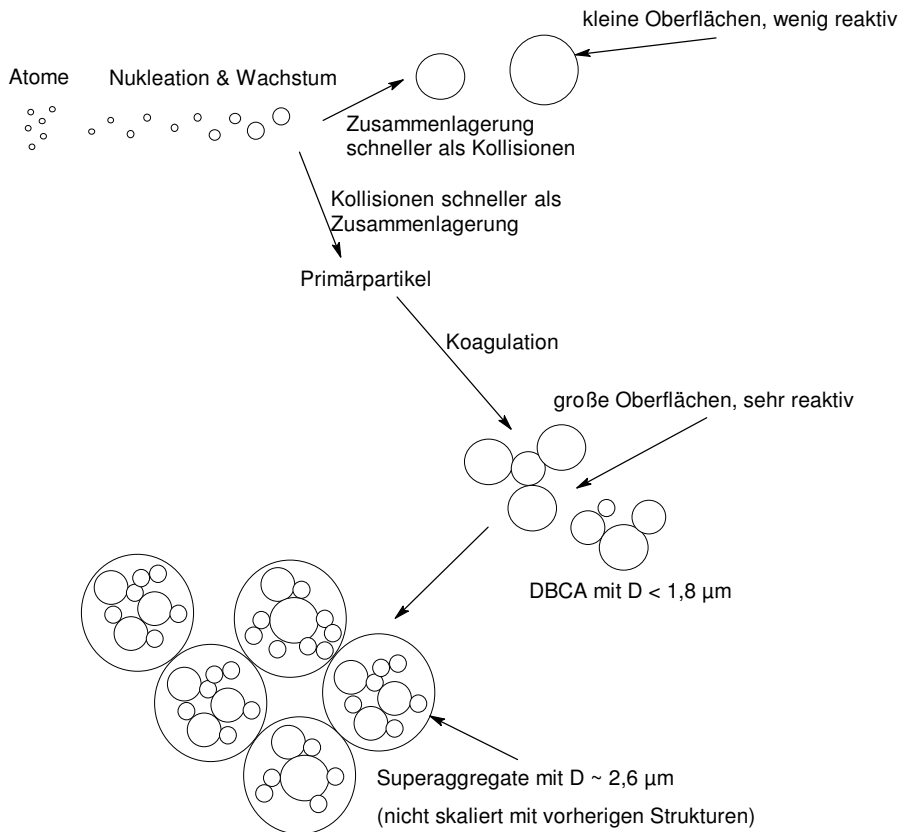 kleine Oberflächen, wenig reaktiv
Atome
Nukleation & Wachstum
Zusammenlagerung
schneller als Kollisionen
Kollisionen schneller als
Zusammenlagerung
Primärpartikel
Koagulation
große Oberflächen, sehr reaktiv
DBCA mit D < 1,8 µm
Superaggregate mit D ~ 2,6 µm
(nicht skaliert mit vorherigen Strukturen)